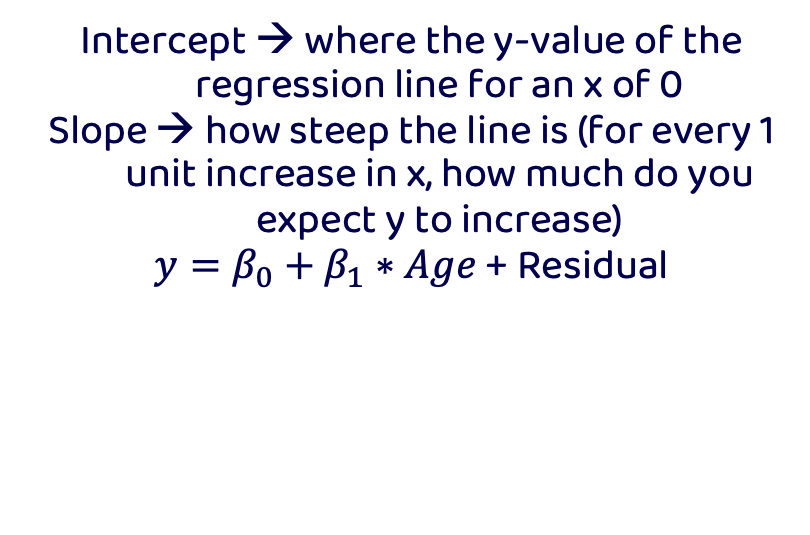 Intercept → where the y-value of the
regression line for an x of 0
Slope → how steep the line is (for every 1
unit increase in x, how much do you
expect y to increase)
𝑦 = 𝛽₀ + 𝛽₁ ∗ 𝐴𝑔𝑒 + Residual